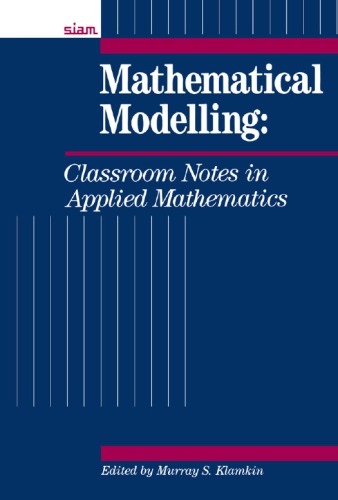 siam
Mathematical
Modelling:
Classroom Notes in
Applied Mathematics
Edited by Murray S. Klamkin